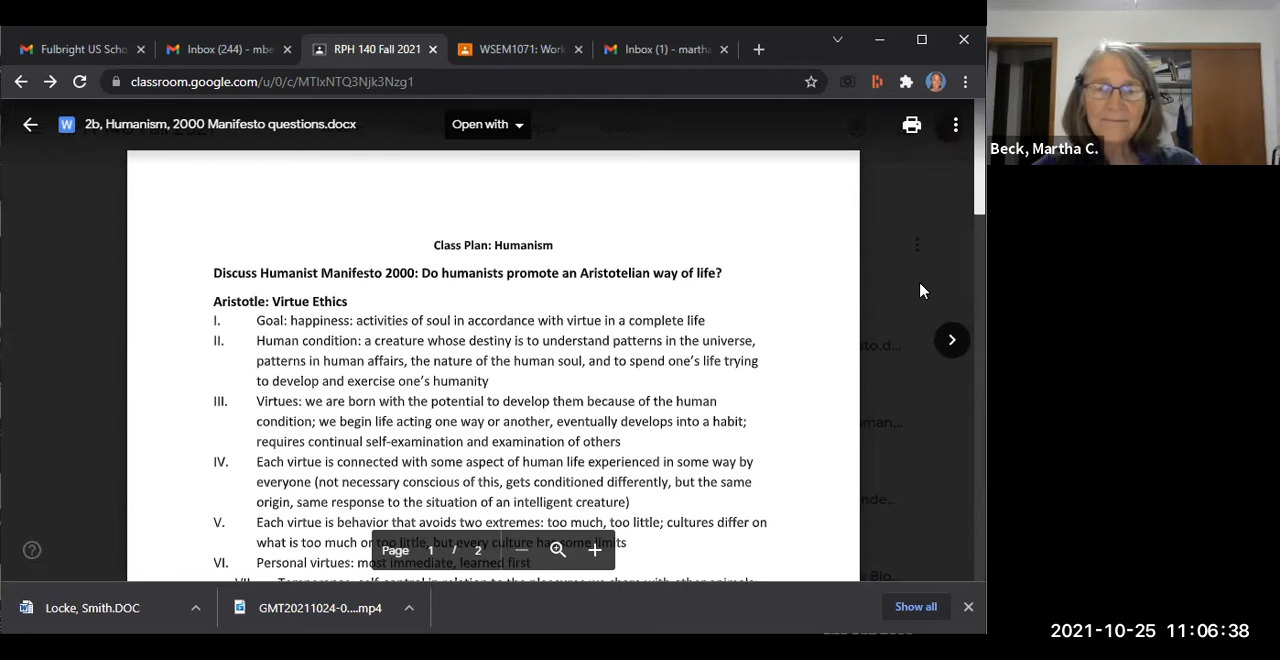 Fulbright US Scho
Inbox (244) - mbe
RPH 140 Fall 2021
WSEM1071: Worl
Inbox (1) - martha
classroom.google.com/u/0/c/MTIxNTQ3Njk3Nzg1
2b, Humanism, 2000 Manifesto questions.docx
Open with
Beck, Martha C.
Class Plan: Humanism
Discuss Humanist Manifesto 2000: Do humanists promote an Aristotelian way of life?
Aristotle: Virtue Ethics
I. Goal: happiness: activities of soul in accordance with virtue in a complete life
II. Human condition: a creature whose destiny is to understand patterns in the universe,
patterns in human affairs, the nature of the human soul, and to spend one's life trying
to develop and exercise one's humanity
III. Virtues: we are born with the potential to develop them because of the human
condition; we begin life acting one way or another, eventually develops into a habit;
requires continual self-examination and examination of others
IV. Each virtue is connected with some aspect of human life experienced in some way by
everyone (not necessary conscious of this, gets conditioned differently, but the same
origin, same response to the situation of an intelligent creature)
V. Each virtue is behavior that avoids two extremes: too much, too little; cultures differ on
what is too much or too little, but every culture has some limits
VI. Personal virtues: most immediate, learned first
Page 1 / 2
Locke, Smith.DOC
GMT20211024-0....mp4
Show all
2021-10-25 11:06:38